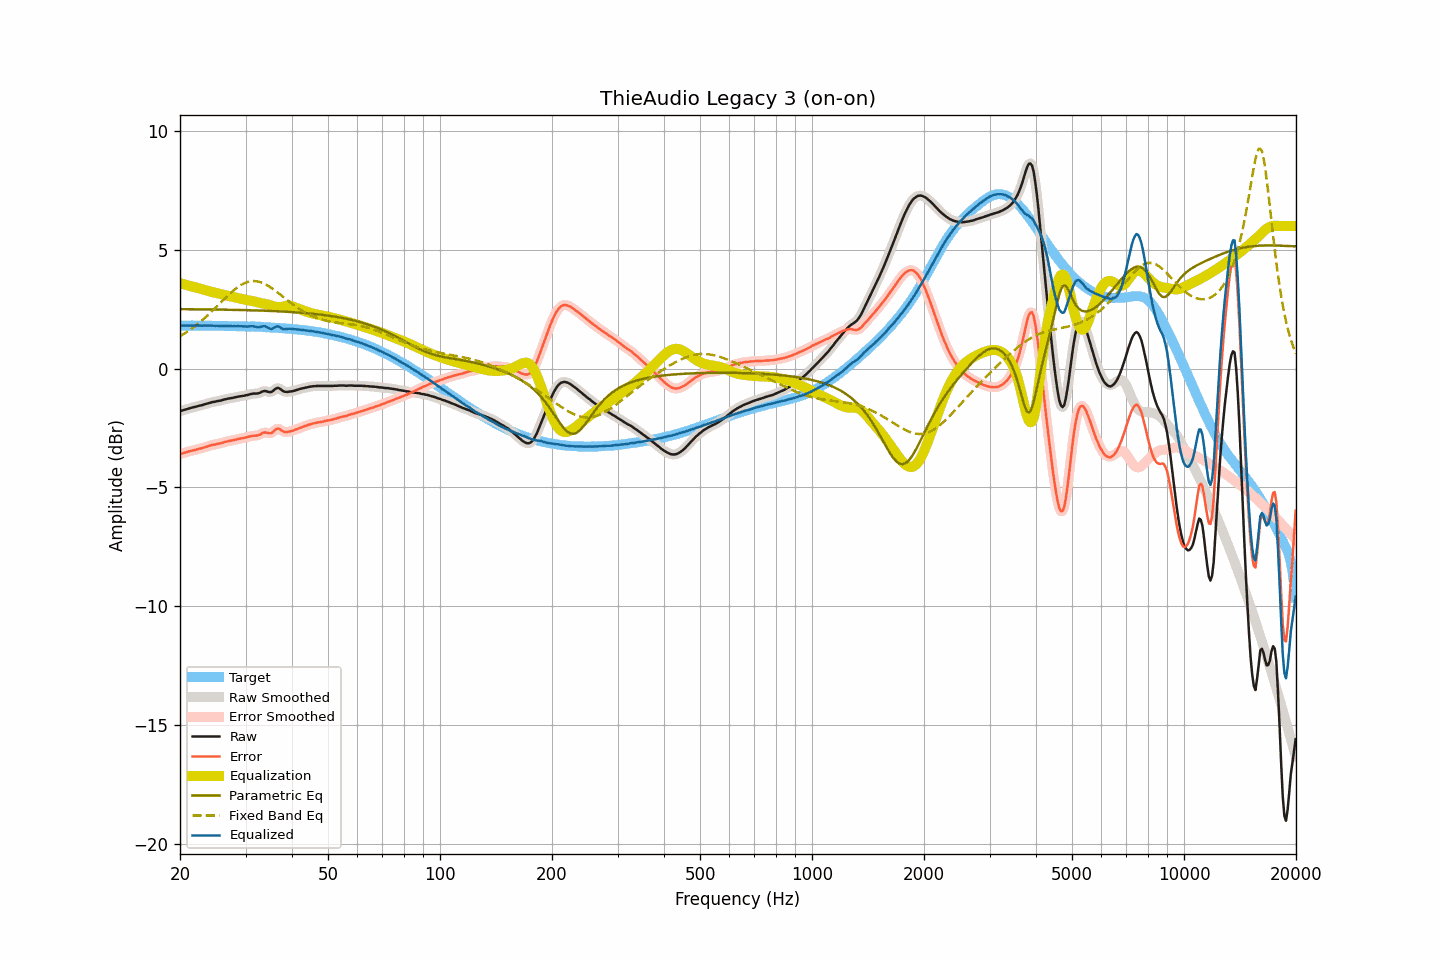 ThieAudio Legacy 3 (on-on)
10
5
0
−5
−10
−15
−20
Amplitude (dBr)
Target
Raw Smoothed
Error Smoothed
Raw
Error
Equalization
Parametric Eq
Fixed Band Eq
Equalized
20 50 100 200 500 1000 2000 5000 10000 20000
Frequency (Hz)